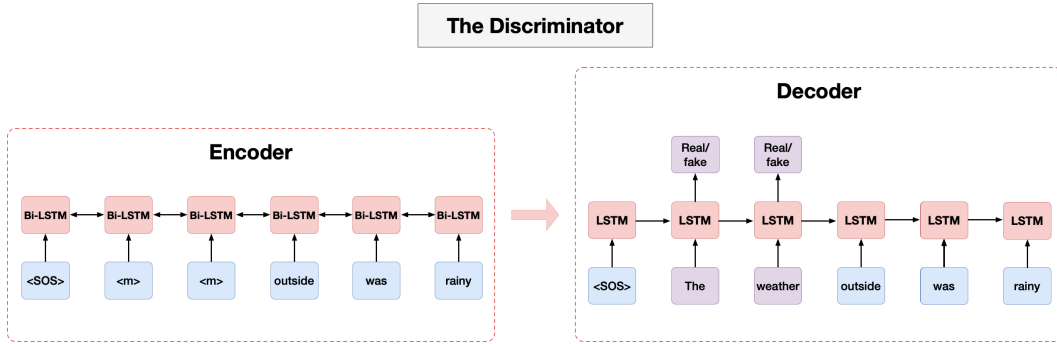 The Discriminator
Encoder
Bi-LSTM Bi-LSTM Bi-LSTM Bi-LSTM Bi-LSTM Bi-LSTM
<SOS> <m> <m> outside was rainy
Decoder
Real/ Real/
fake fake
LSTM LSTM LSTM LSTM LSTM LSTM
<SOS> The weather outside was rainy